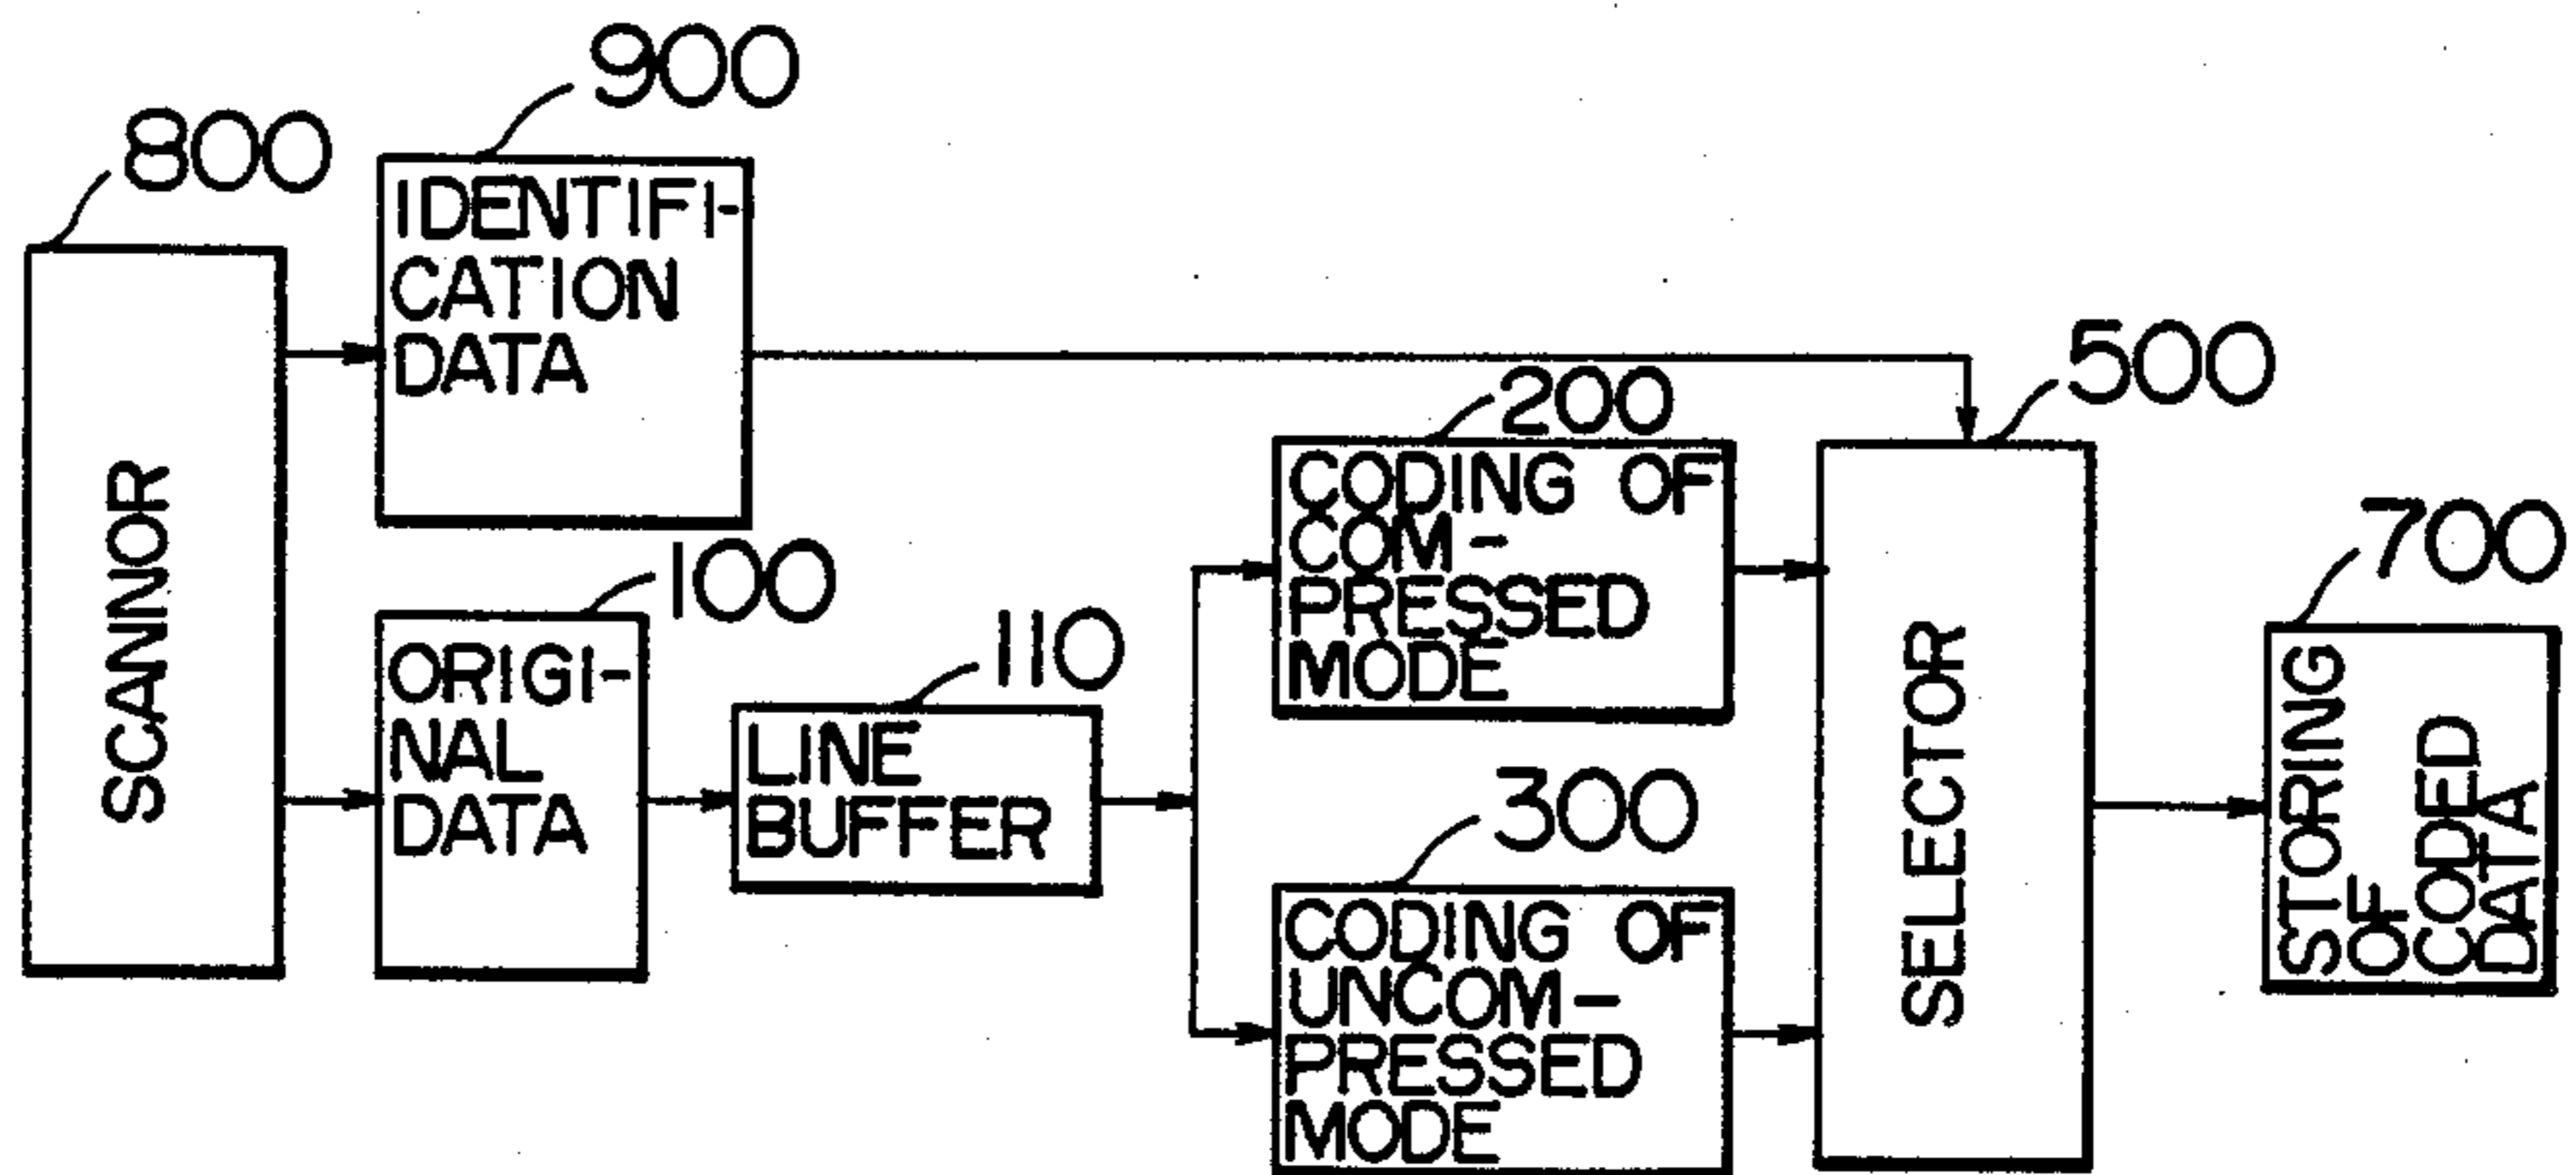 800
SCANNOR
900
IDENTIFI-
CATION
DATA
100
ORIGI-
NAL
DATA
110
LINE
BUFFER
200
CODING OF
COM-
PRESSED
MODE
300
CODING OF
UNCOM-
PRESSED
MODE
500
SELECTOR
700
STORING
OF
CODED
DATA